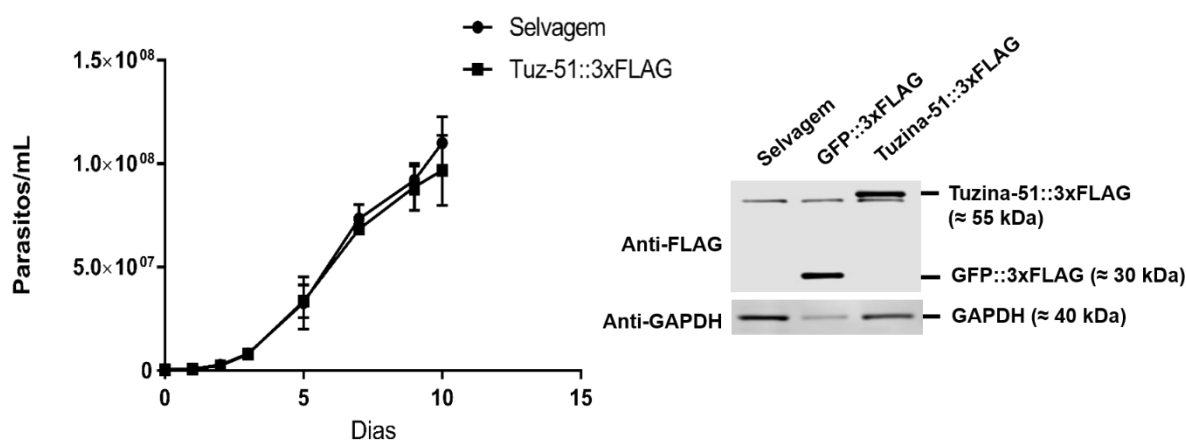 Selvagem
Tuz-51::3xFLAG
1.5×10⁰⁸
1.0×10⁰⁸
5.0×10⁰⁷
0
Parasitos/mL
0 5 10 15
Dias
Selvagem
GFP::3xFLAG
Tuzina-51::3xFLAG
Anti-FLAG
Tuzina-51::3xFLAG
(≈ 55 kDa)
GFP::3xFLAG (≈ 30 kDa)
Anti-GAPDH
GAPDH (≈ 40 kDa)